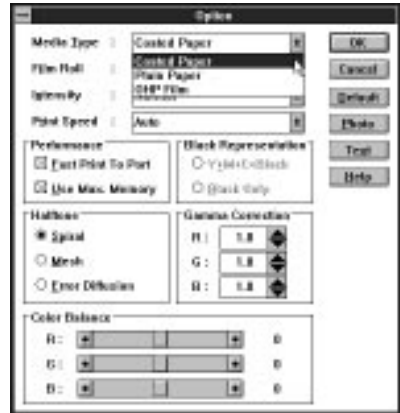 Option
Media Type : Coated Paper OK
Coated Paper
Film Roll : Plain Paper Cancel
OHP Film
Intensity : Default
Print Speed : Auto Photo
Performance Black Representation Text
Fast Print To Port
Use Max. Memory Black Only Help
Halftone Gamma Correction
Spiral R : 1.8
Mesh G : 1.8
Error Diffusion B : 1.8
Color Balance
R : 0
G : 0
B : 0